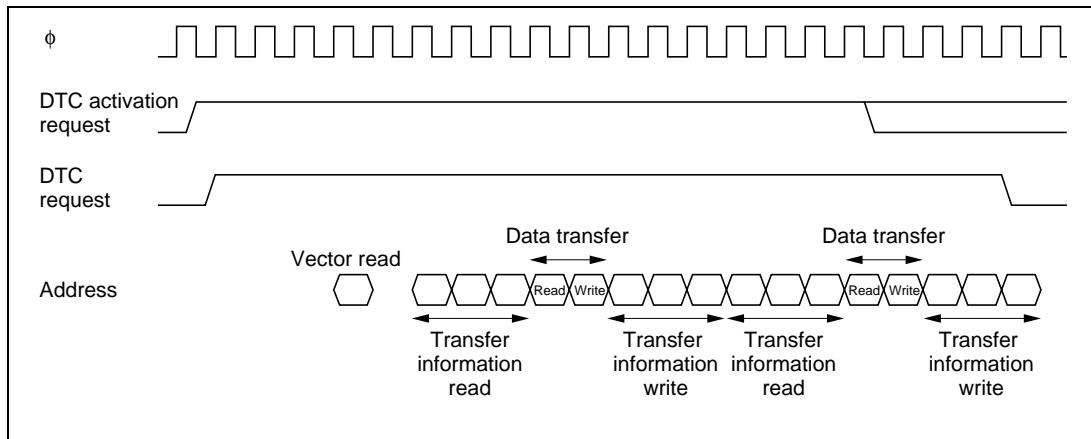 φ
DTC activation
request
DTC
request
Data transfer
Data transfer
Vector read
Address
Read
Write
Read
Write
Transfer
information
read
Transfer
information
write
Transfer
information
read
Transfer
information
write